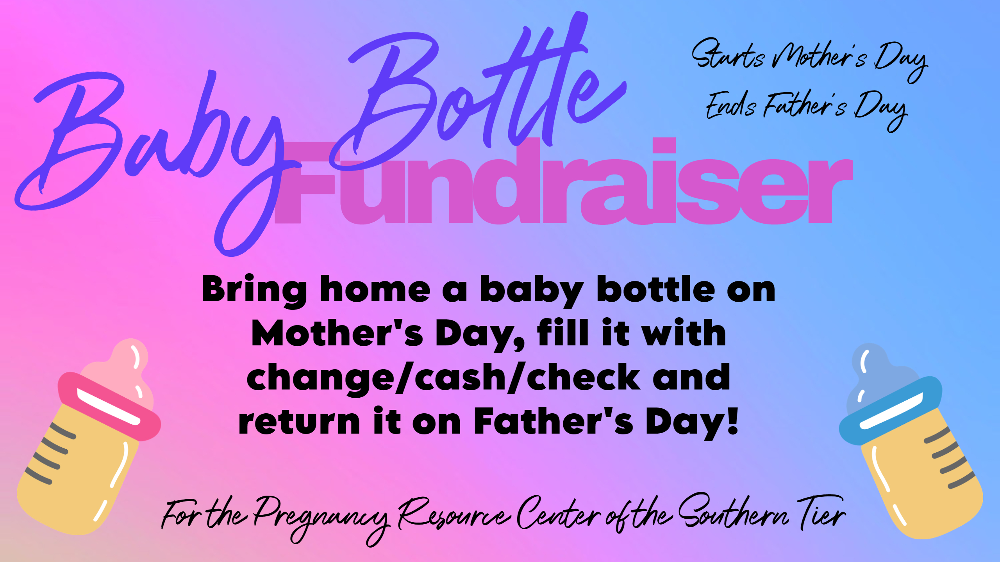 Baby Bottle
Fundraiser
Starts Mother's Day
Ends Father's Day
Bring home a baby bottle on
Mother's Day, fill it with
change/cash/check and
return it on Father's Day!
For the Pregnancy Resource Center of the Southern Tier